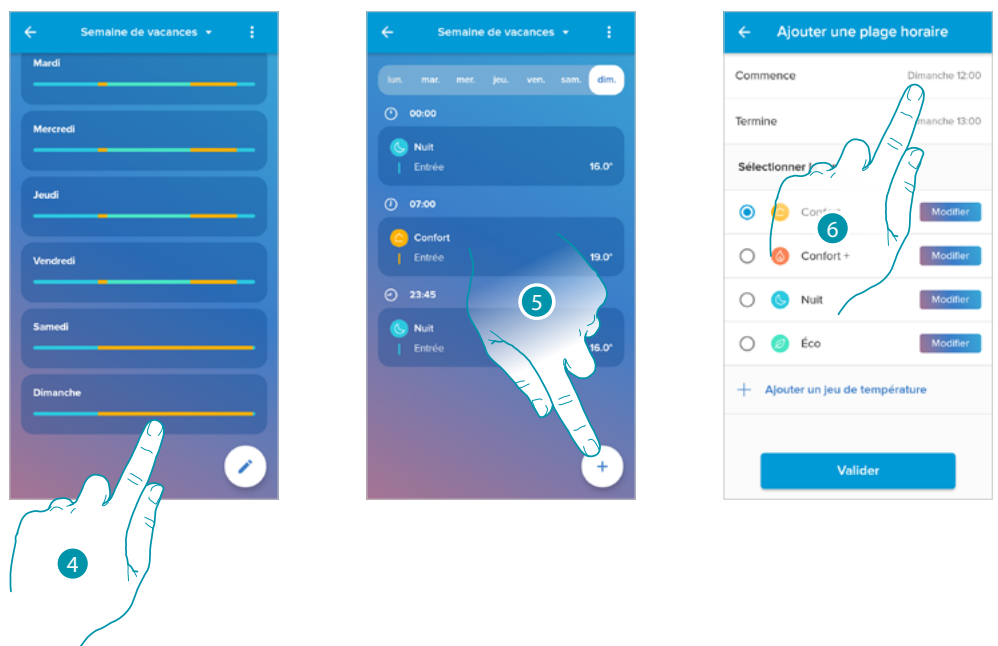 Semaine de vacances
Mardi
Mercredi
Jeudi
Vendredi
Samedi
Dimanche
4
Semaine de vacances
lun. mar. mer. jeu. ven. sam. dim.
00:00
Nuit
Entrée 16.0°
07:00
Confort
Entrée 19.0°
23:45
Nuit
Entrée 16.0°
5
+
Ajouter une plage horaire
Commence Dimanche 12:00
Termine manche 13:00
Sélectionner
Modifier
6
Confort + Modifier
Nuit Modifier
Éco Modifier
+ Ajouter un jeu de température
Valider